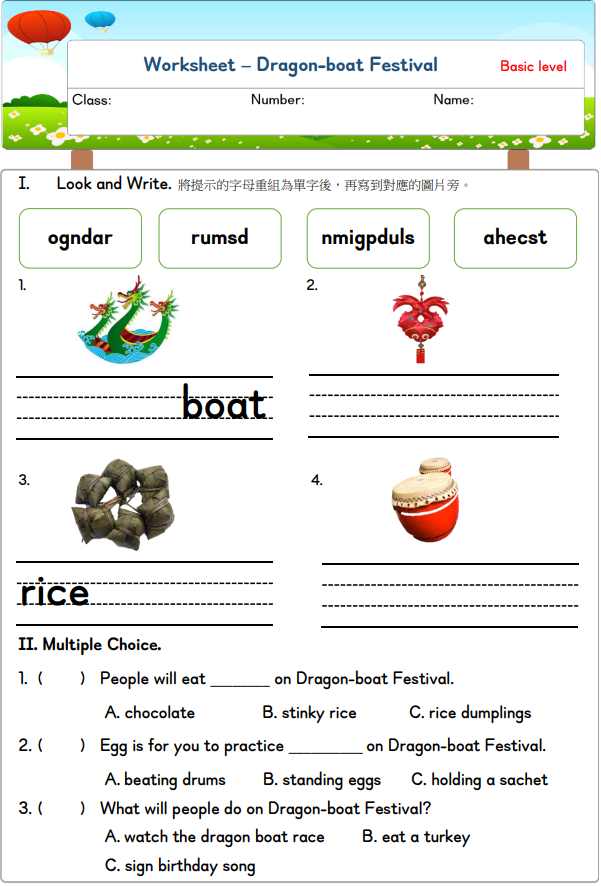 Worksheet – Dragon-boat Festival
Basic level
Class: Number: Name:
I. Look and Write. 將提示的字母重組為單字後，再寫到對應的圖片旁。
ogndar rumsd nmigpduls ahecst
1. 2.
boat
3. 4.
rice
II. Multiple Choice.
1. ( ) People will eat _______ on Dragon-boat Festival.
A. chocolate B. stinky rice C. rice dumplings
2. ( ) Egg is for you to practice _________ on Dragon-boat Festival.
A. beating drums B. standing eggs C. holding a sachet
3. ( ) What will people do on Dragon-boat Festival?
A. watch the dragon boat race B. eat a turkey
C. sign birthday song